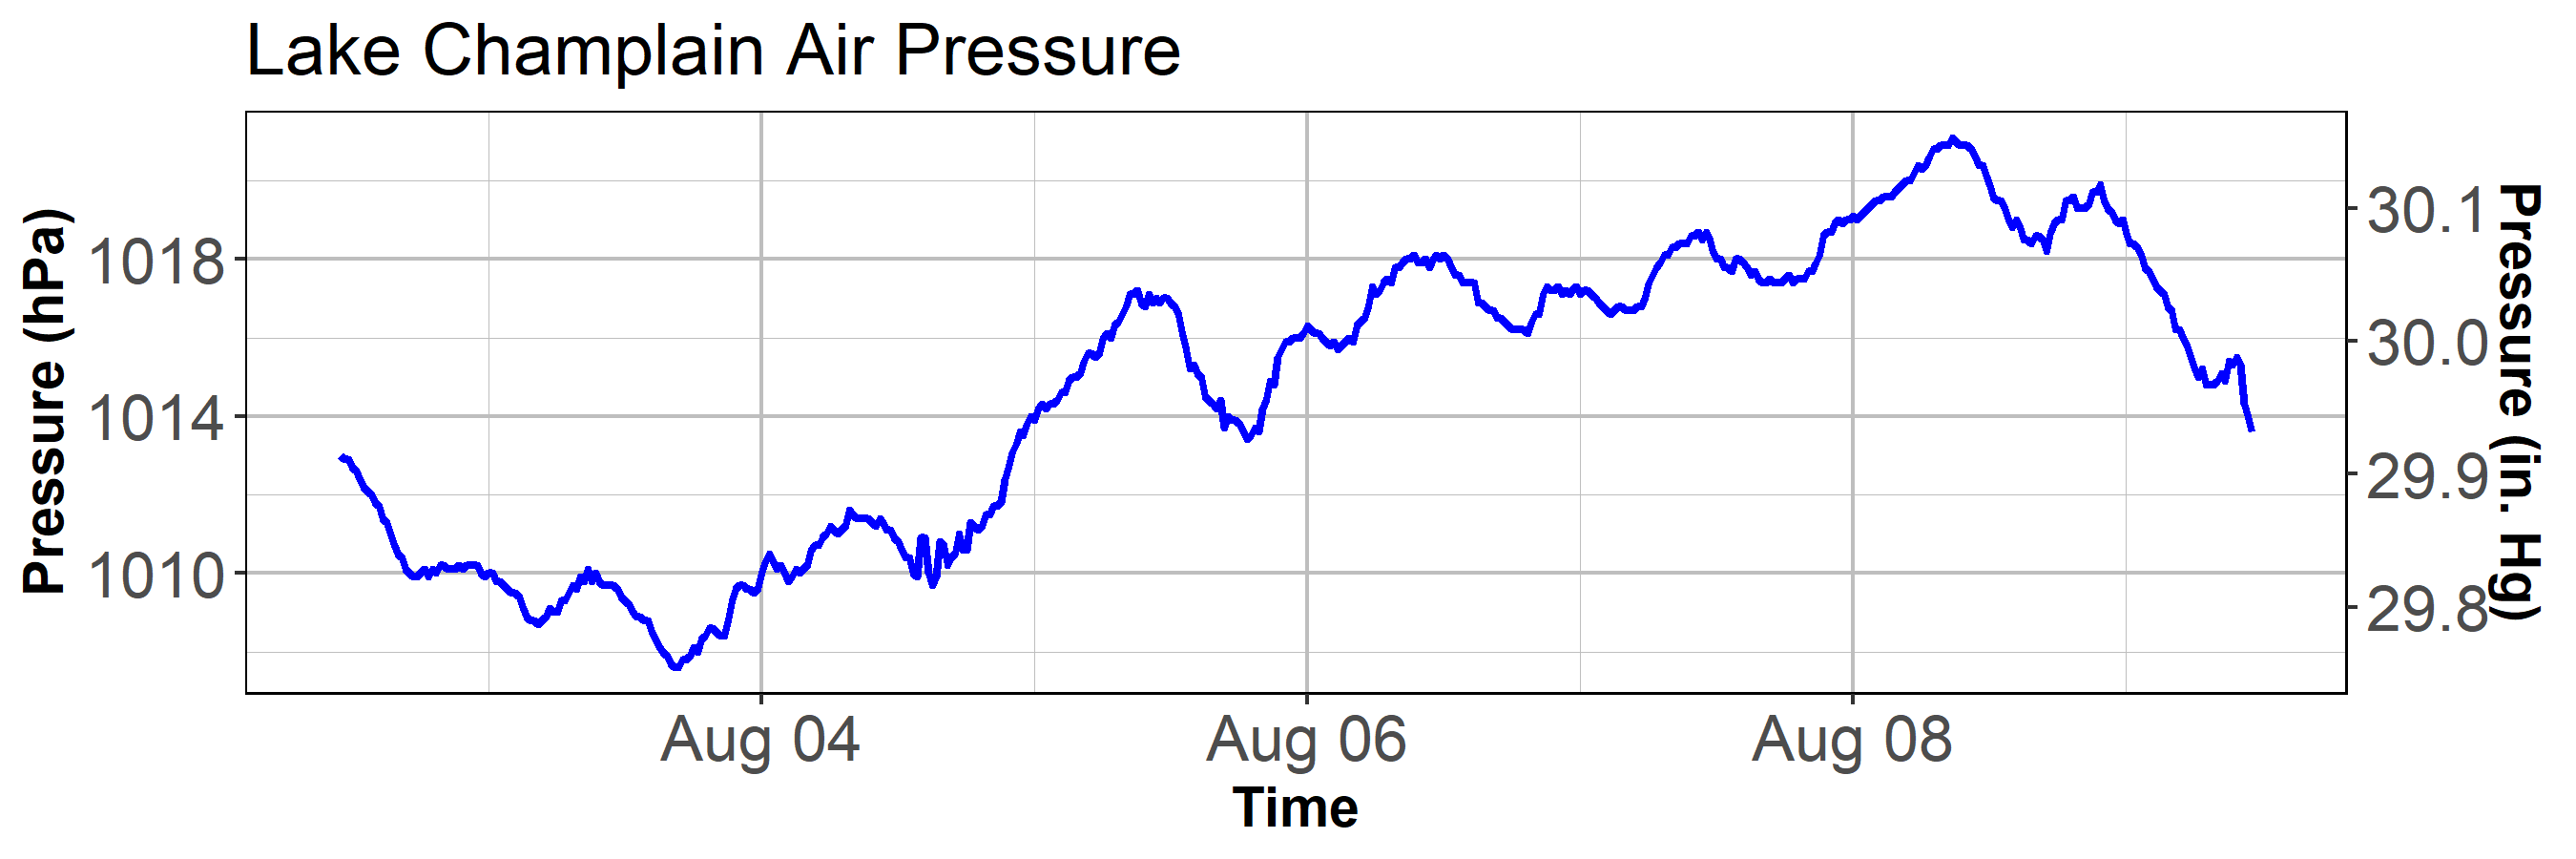 Lake Champlain Air Pressure
Pressure (hPa)
1018
1014
1010
30.1
30.0
29.9
29.8
Pressure (in. Hg)
Aug 04 Aug 06 Aug 08
Time